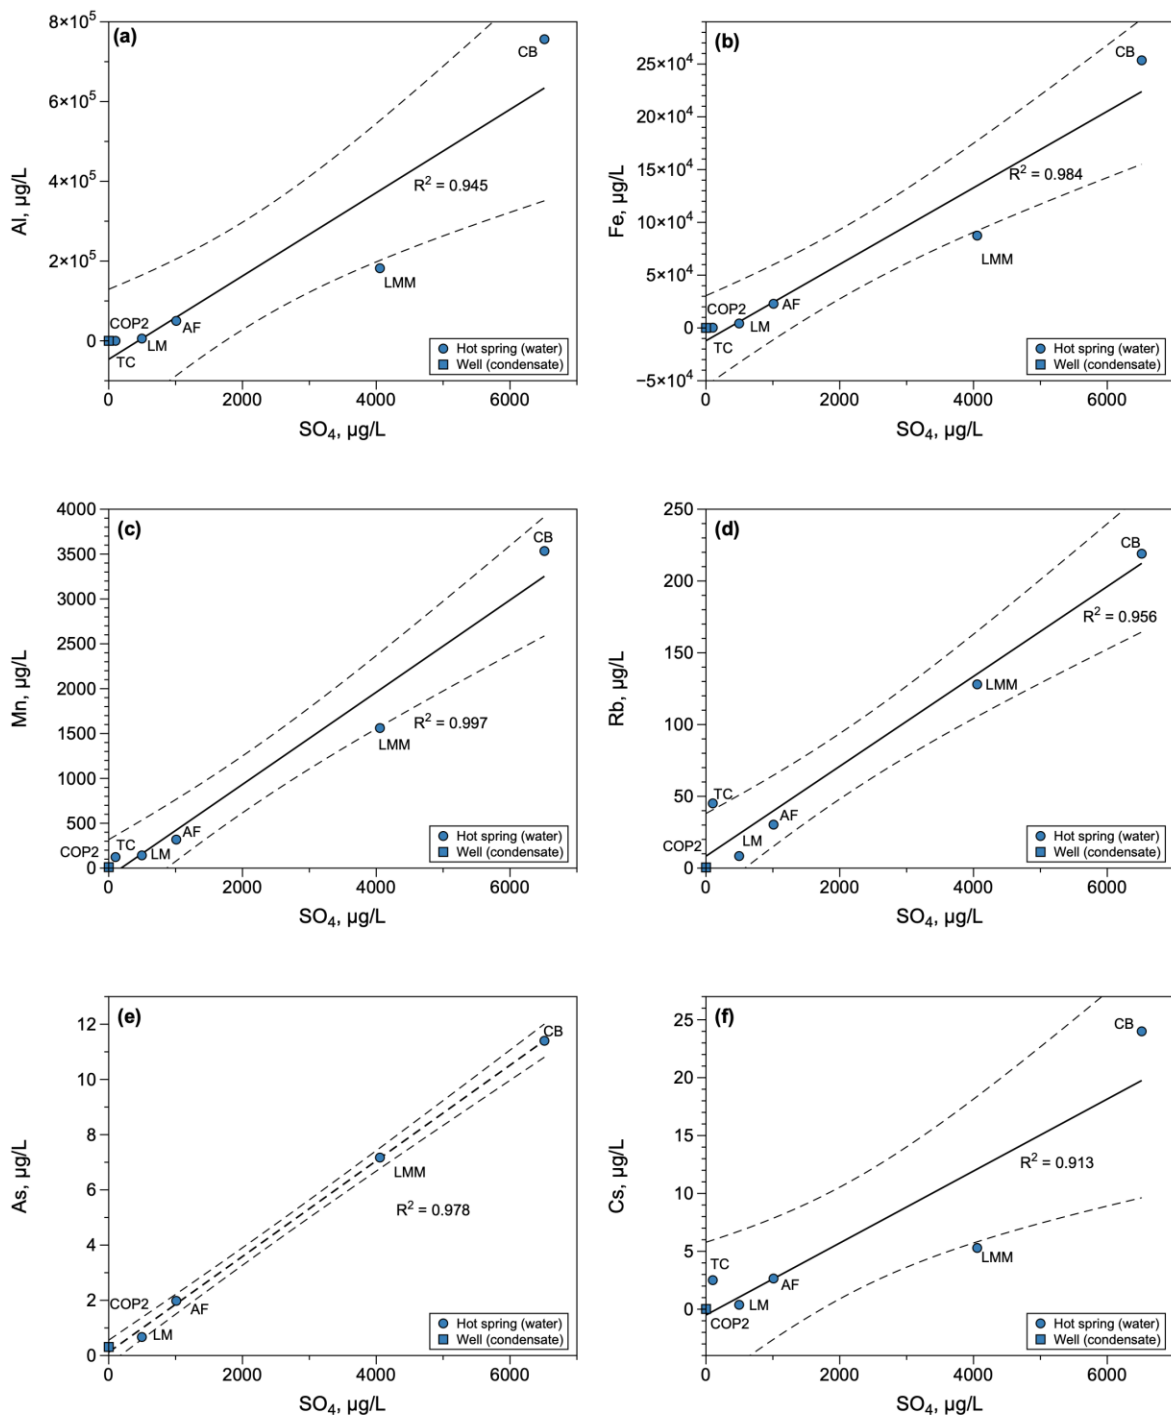 (a)
8×10⁵
6×10⁵
4×10⁵
2×10⁵
0
Al, µg/L
CB
R² = 0.945
LMM
COP2
AF
LM
TC
Hot spring (water)
Well (condensate)
0 2000 4000 6000
SO₄, µg/L
(b)
25×10⁴
20×10⁴
15×10⁴
10×10⁴
5×10⁴
0
−5×10⁴
Fe, µg/L
CB
R² = 0.984
LMM
COP2
AF
LM
TC
Hot spring (water)
Well (condensate)
0 2000 4000 6000
SO₄, µg/L
(c)
4000
3500
3000
2500
2000
1500
1000
500
0
Mn, µg/L
CB
R² = 0.997
LMM
COP2
TC
AF
LM
Hot spring (water)
Well (condensate)
0 2000 4000 6000
SO₄, µg/L
(d)
250
200
150
100
50
0
Rb, µg/L
CB
R² = 0.956
LMM
TC
AF
LM
COP2
Hot spring (water)
Well (condensate)
0 2000 4000 6000
SO₄, µg/L
(e)
12
10
8
6
4
2
0
As, µg/L
CB
LMM
R² = 0.978
COP2
AF
LM
Hot spring (water)
Well (condensate)
0 2000 4000 6000
SO₄, µg/L
(f)
25
20
15
10
5
0
Cs, µg/L
CB
R² = 0.913
LMM
TC
AF
LM
COP2
Hot spring (water)
Well (condensate)
0 2000 4000 6000
SO₄, µg/L